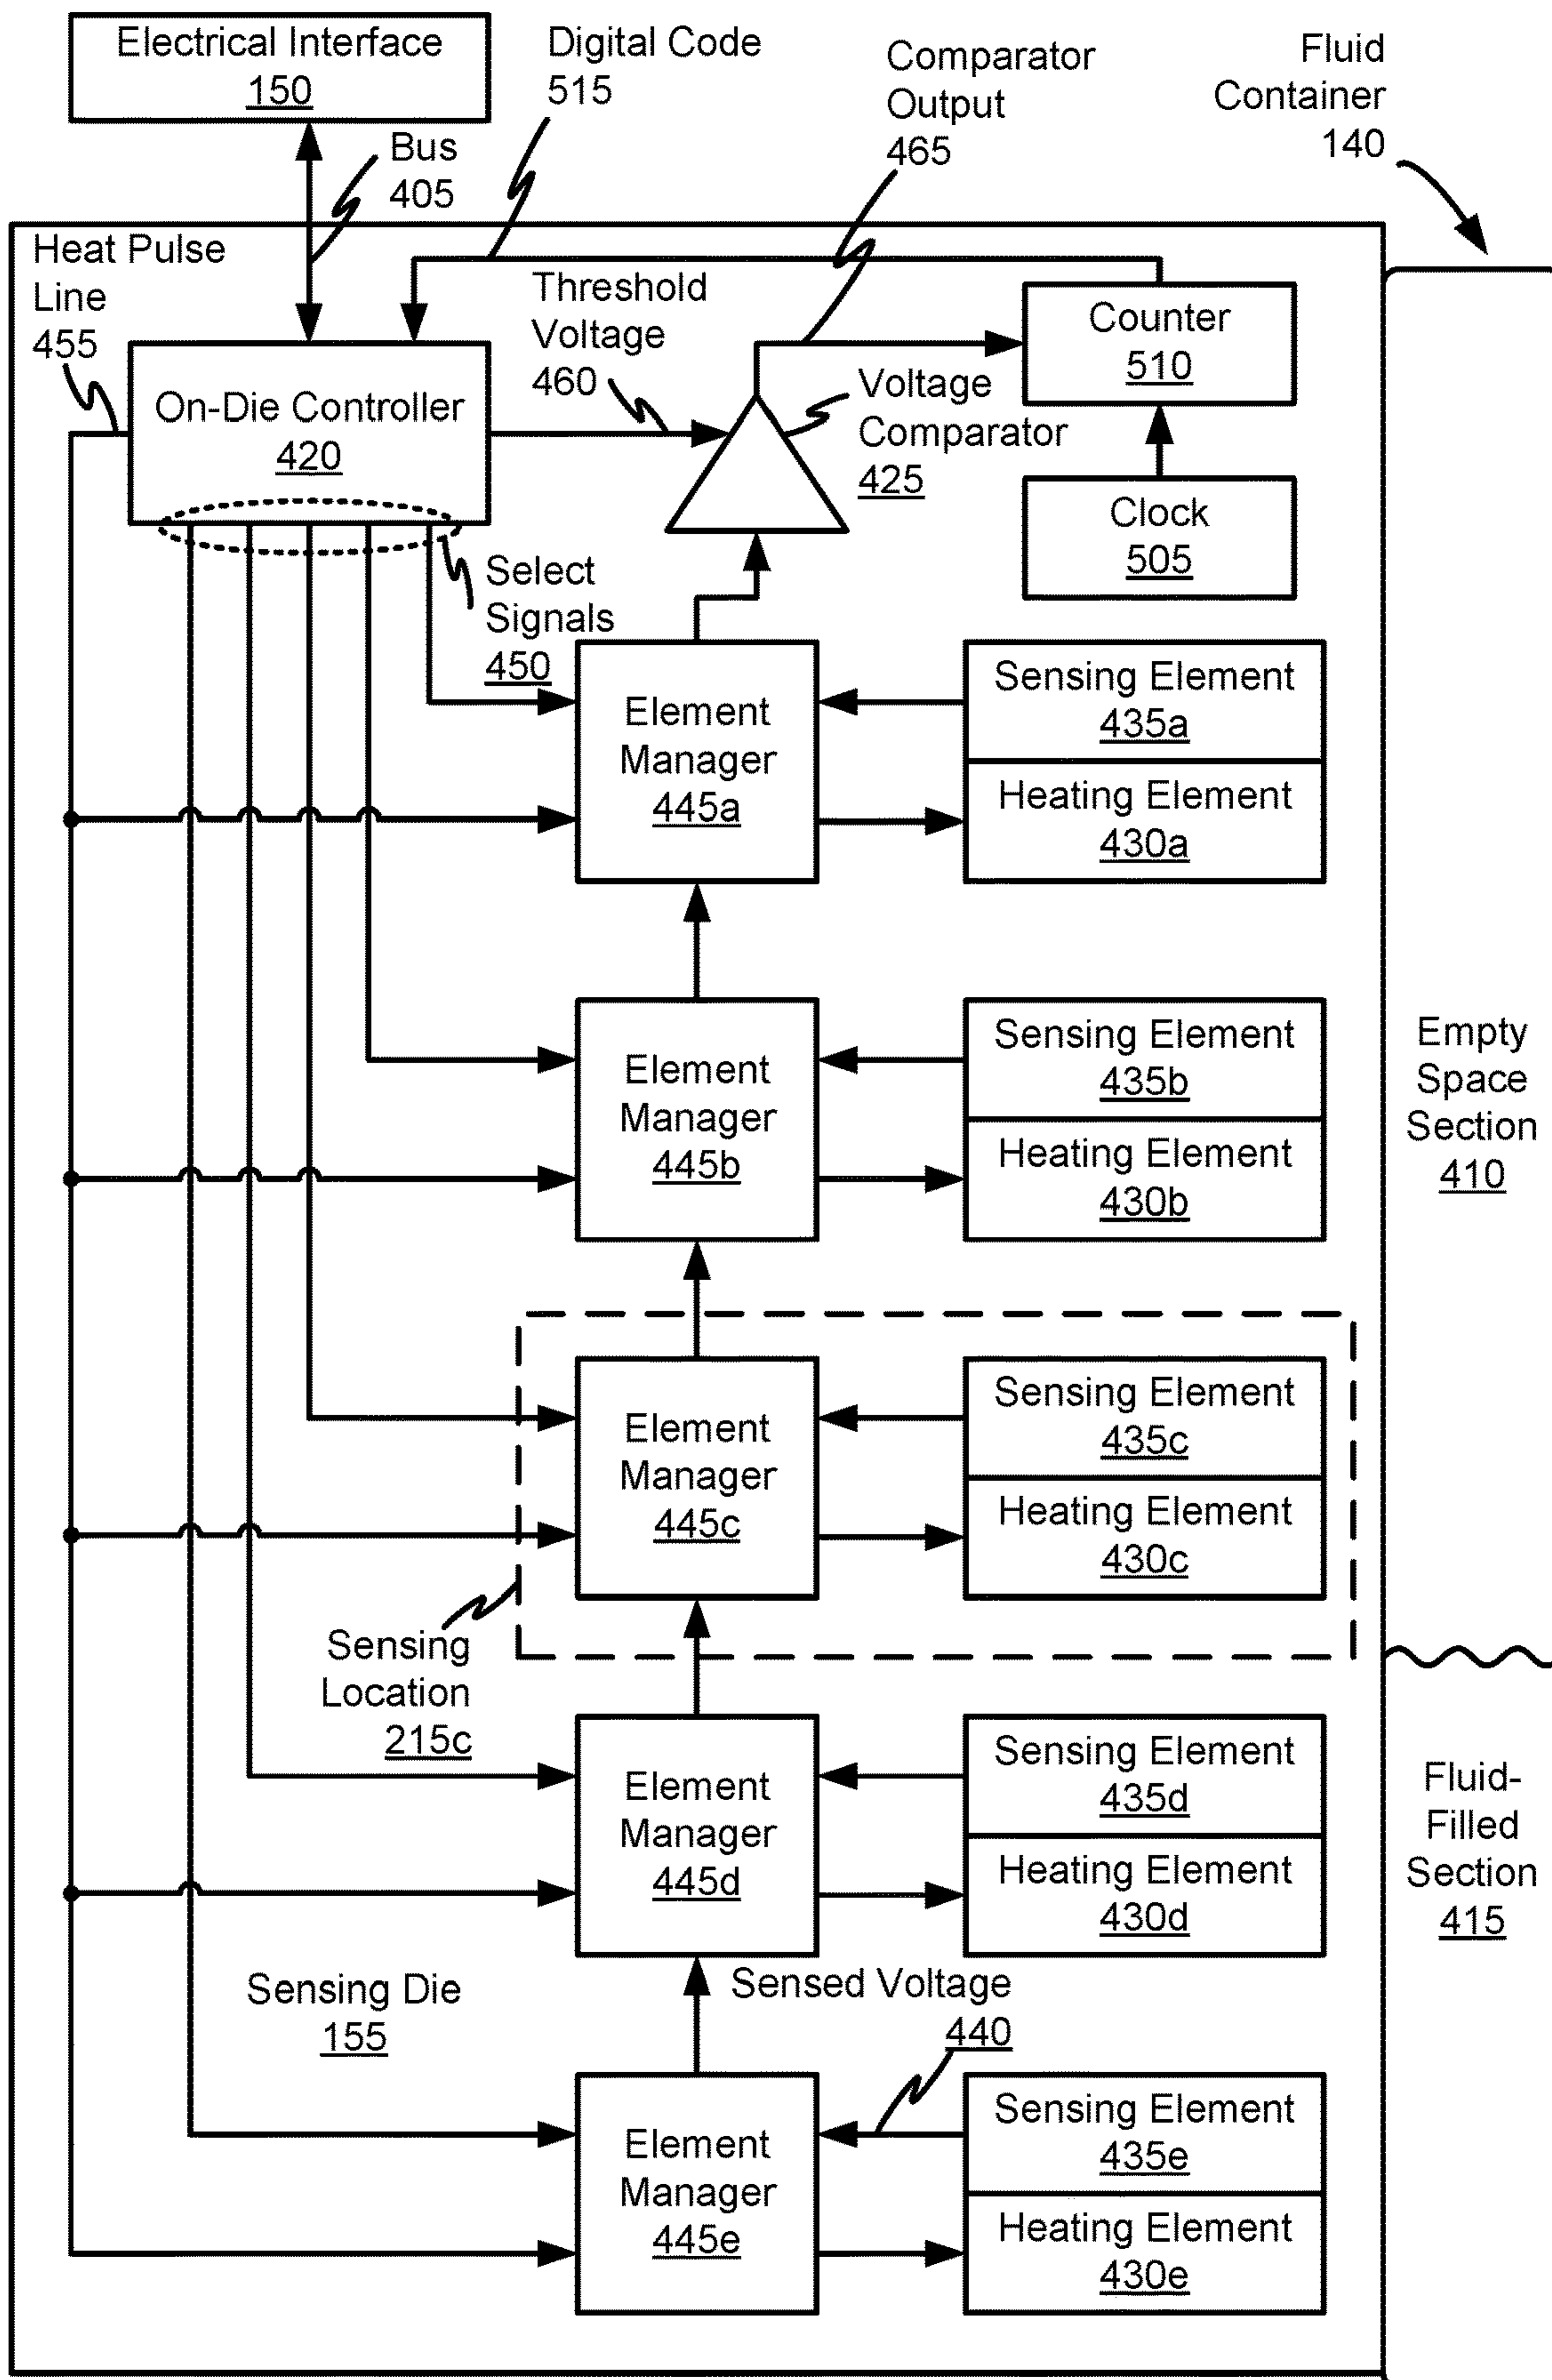 Electrical Interface
150
Digital Code
515
Comparator
Output
465
Fluid
Container
140
Bus
405
Heat Pulse
Line
455
Threshold
Voltage
460
Counter
510
On-Die Controller
420
Voltage
Comparator
425
Clock
505
Select
Signals
450
Element
Manager
445a
Sensing Element
435a
Heating Element
430a
Element
Manager
445b
Sensing Element
435b
Heating Element
430b
Empty
Space
Section
410
Element
Manager
445c
Sensing Element
435c
Heating Element
430c
Sensing
Location
215c
Element
Manager
445d
Sensing Element
435d
Heating Element
430d
Fluid-
Filled
Section
415
Sensing Die
155
Sensed Voltage
440
Element
Manager
445e
Sensing Element
435e
Heating Element
430e